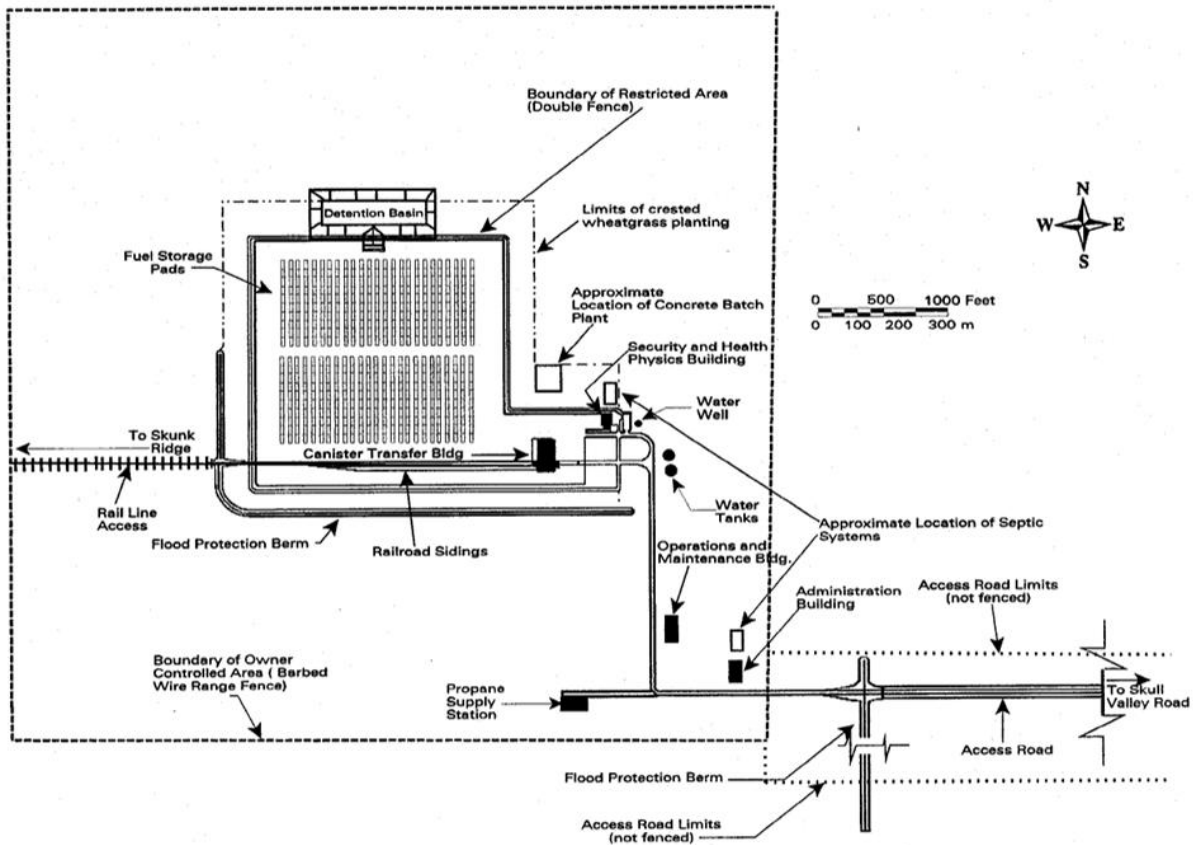 Boundary of Restricted Area
(Double Fence)
Detention Basin
Limits of crested
wheatgrass planting
N
W
E
S
Fuel Storage
Pads
Approximate
Location of Concrete Batch
Plant
0 500 1000 Feet
0 100 200 300 m
Security and Health
Physics Building
Water
Well
To Skunk
Ridge
Canister Transfer Bldg
Rail Line
Access
Water
Tanks
Flood Protection Berm
Railroad Sidings
Approximate Location of Septic
Systems
Operations and
Maintenance Bldg.
Administration
Building
Access Road Limits
(not fenced)
Boundary of Owner
Controlled Area ( Barbed
Wire Range Fence)
Propane
Supply
Station
To Skull
Valley Road
Access Road
Flood Protection Berm
Access Road Limits
(not fenced)